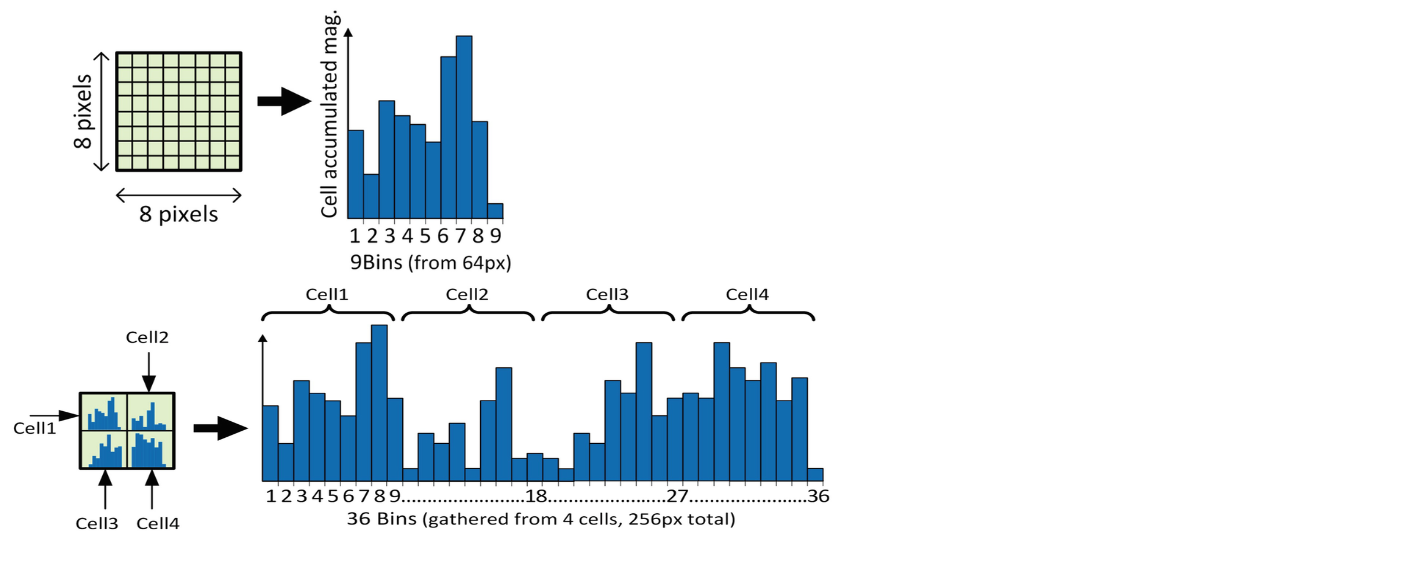 Cell accumulated mag.
8 pixels
8 pixels
1 2 3 4 5 6 7 8 9
9Bins (from 64px)
Cell1 Cell2 Cell3 Cell4
Cell2
Cell1
Cell3 Cell4
1 2 3 4 5 6 7 8 9........................18........................27......................36
36 Bins (gathered from 4 cells, 256px total)